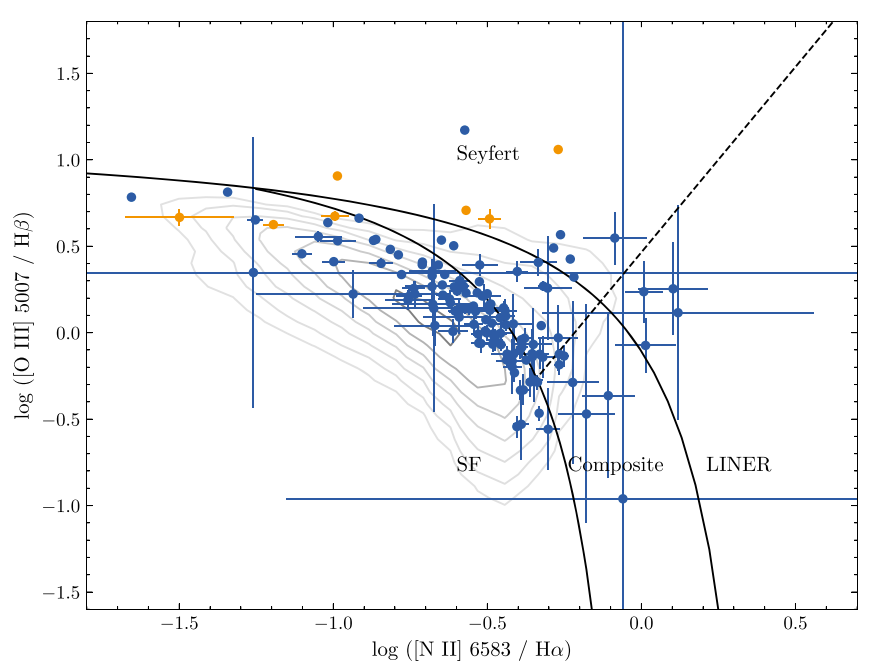 1.5
1.0
0.5
0.0
−0.5
−1.0
−1.5
log ([O III] 5007 / Hβ)
Seyfert
SF
Composite
LINER
−1.5 −1.0 −0.5 0.0 0.5
log ([N II] 6583 / Hα)